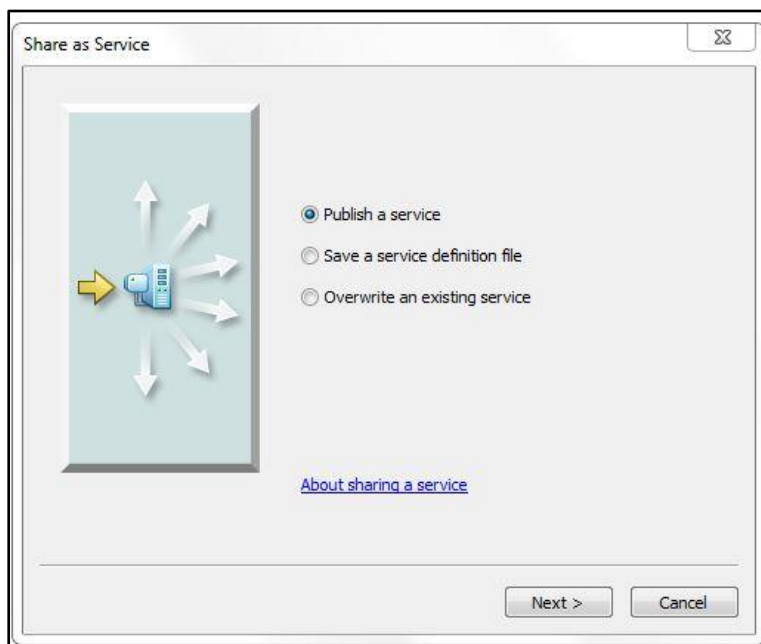 Share as Service
Publish a service
Save a service definition file
Overwrite an existing service
About sharing a service
Next >
Cancel